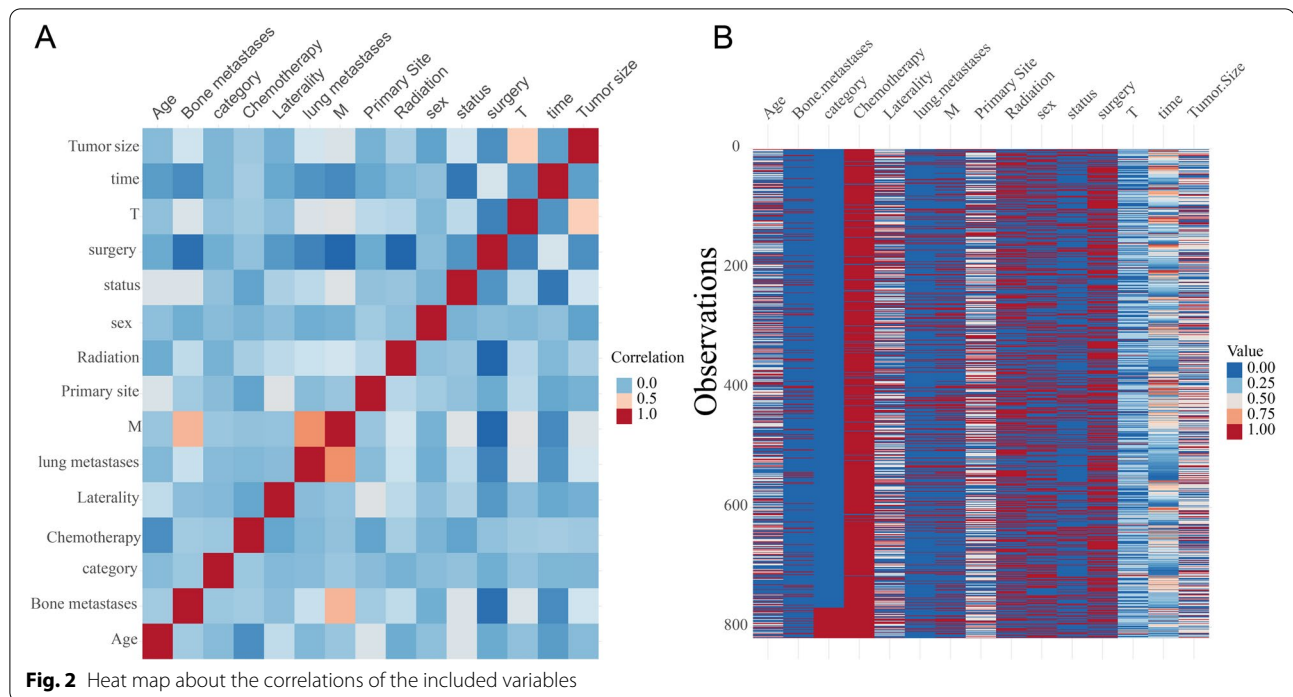 A
Age
Bone metastases
category
Chemotherapy
Laterality
lung metastases
M
Primary Site
Radiation
sex
status
surgery
T
time
Tumor size
Tumor size
time
T
surgery
status
sex
Radiation
Primary site
M
lung metastases
Laterality
Chemotherapy
category
Bone metastases
Age
Correlation
0.0
0.5
1.0
B
Age
Bone.metastases
category
Chemotherapy
Laterality
lung.metastases
M
Primary Site
Radiation
sex
status
surgery
T
time
Tumor.Size
Observations
0
200
400
600
800
Value
0.00
0.25
0.50
0.75
1.00
Fig. 2 Heat map about the correlations of the included variables